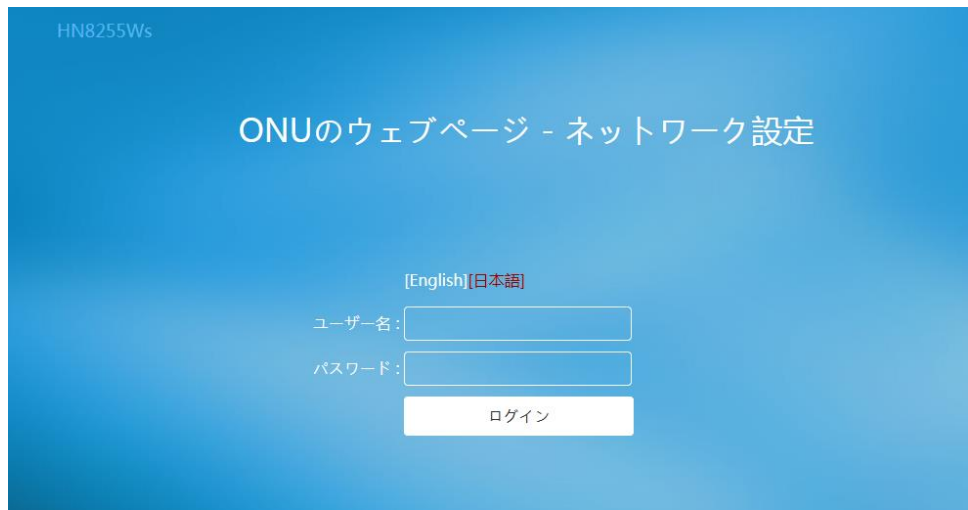 HN8255Ws
ONUのウェブページ - ネットワーク設定
[English][日本語]
ユーザー名 :
パスワード :
ログイン